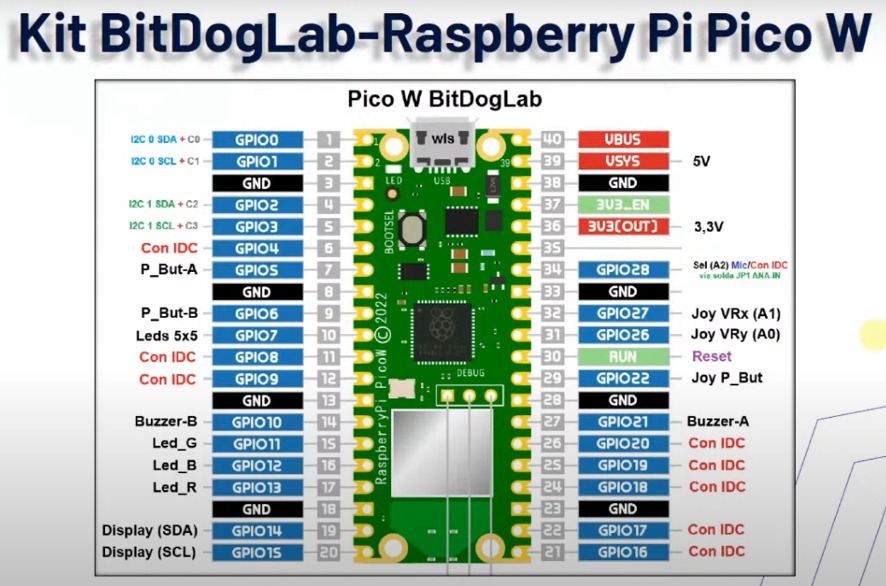 Kit BitDogLab-Raspberry Pi Pico W
Pico W BitDogLab
I2C 0 SDA + C0 GPIO0 1
I2C 0 SCL + C1 GPIO1 2
GND 3
I2C 1 SDA + C2 GPIO2 4
I2C 1 SCL + C3 GPIO3 5
Con IDC GPIO4 6
P_But-A GPIO5 7
GND 8
P_But-B GPIO6 9
Leds 5x5 GPIO7 10
Con IDC GPIO8 11
Con IDC GPIO9 12
GND 13
Buzzer-B GPIO10 14
Led_G GPIO11 15
Led_B GPIO12 16
Led_R GPIO13 17
GND 18
Display (SDA) GPIO14 19
Display (SCL) GPIO15 20
wls
1
2
39
LED
USB
BOOTSEL
Raspberry Pi PicoW © 2022
DEBUG
40 VBUS
39 VSYS 5V
38 GND
37 3V3_EN
36 3V3(OUT) 3,3V
35
34 GPIO28 Sel (A2) Mic/Con IDC
via solda JP1 ANA.IN
33 GND
32 GPIO27 Joy VRx (A1)
31 GPIO26 Joy VRy (A0)
30 RUN Reset
29 GPIO22 Joy P_But
28 GND
27 GPIO21 Buzzer-A
26 GPIO20 Con IDC
25 GPIO19 Con IDC
24 GPIO18 Con IDC
23 GND
22 GPIO17 Con IDC
21 GPIO16 Con IDC